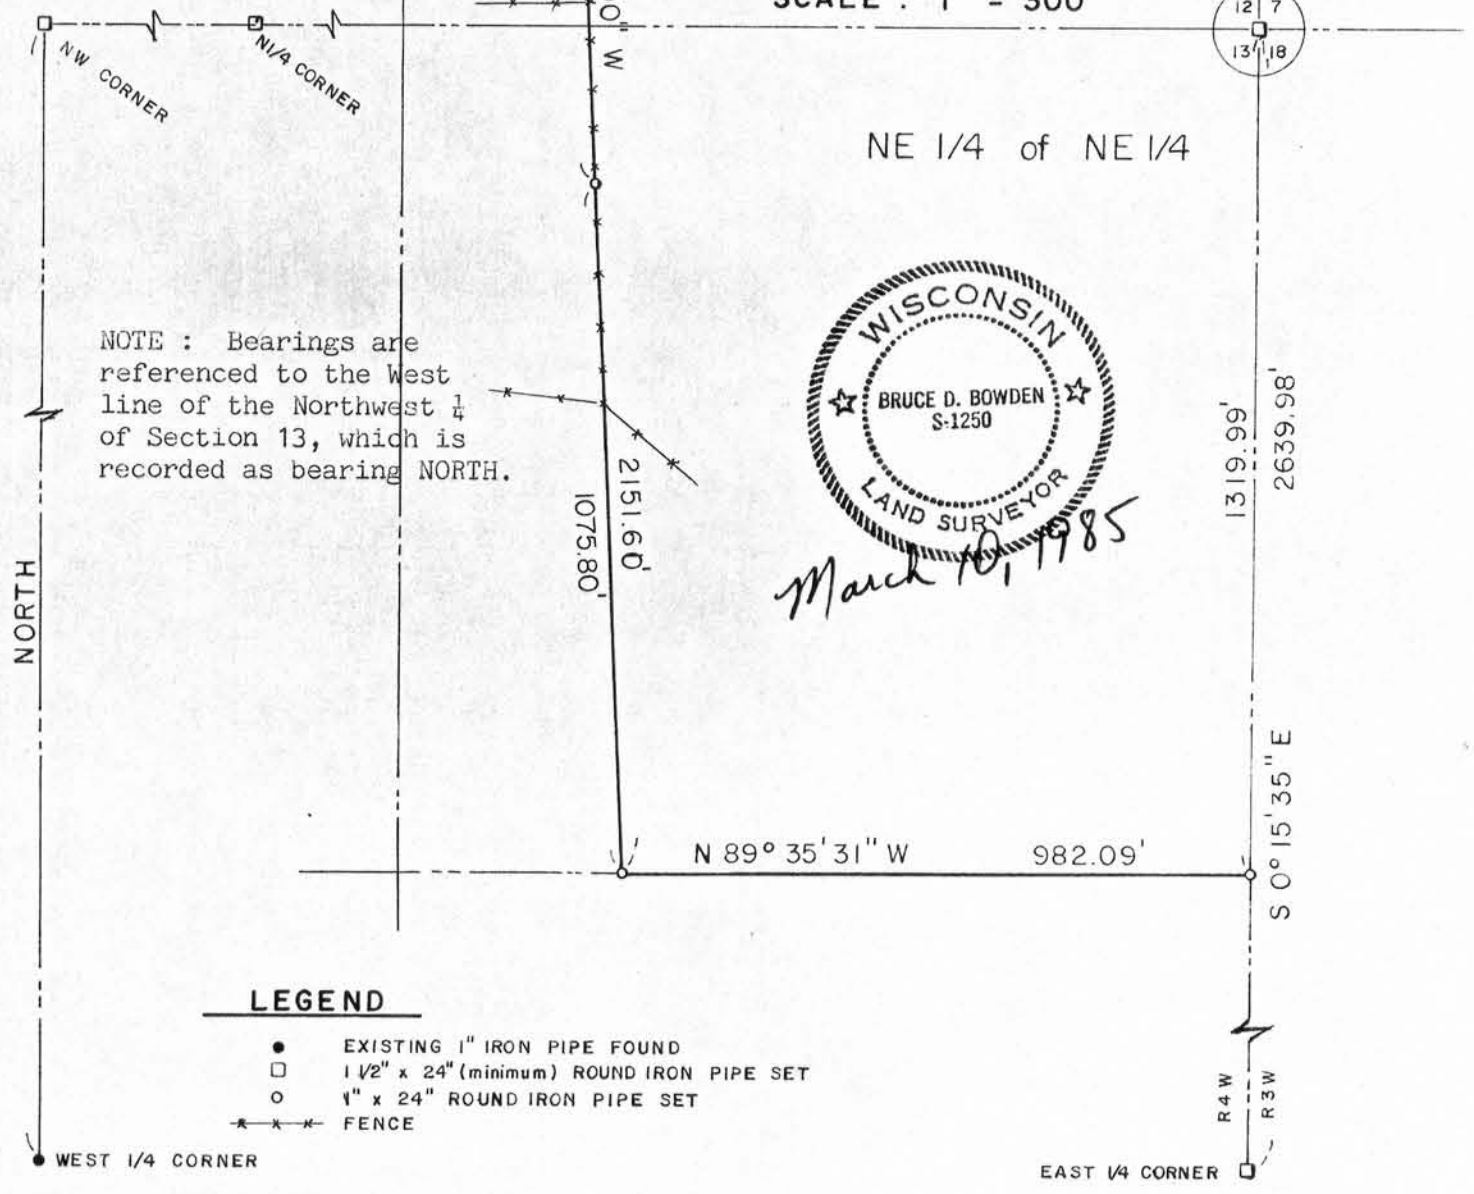 SCALE : 1" = 300'
12 7
13 18
NW CORNER
N1/4 CORNER
0" W
NE 1/4 of NE 1/4
NOTE : Bearings are
referenced to the West
line of the Northwest ¼
of Section 13, which is
recorded as bearing NORTH.
WISCONSIN
BRUCE D. BOWDEN
S-1250
LAND SURVEYOR
March 10, 1985
2151.60'
1075.80'
1319.99'
2639.98'
NORTH
S 0°15'35" E
N 89°35'31" W 982.09'
LEGEND
EXISTING 1" IRON PIPE FOUND
1 1/2" x 24" (minimum) ROUND IRON PIPE SET
1" x 24" ROUND IRON PIPE SET
FENCE
R4W
R3W
WEST 1/4 CORNER
EAST 1/4 CORNER